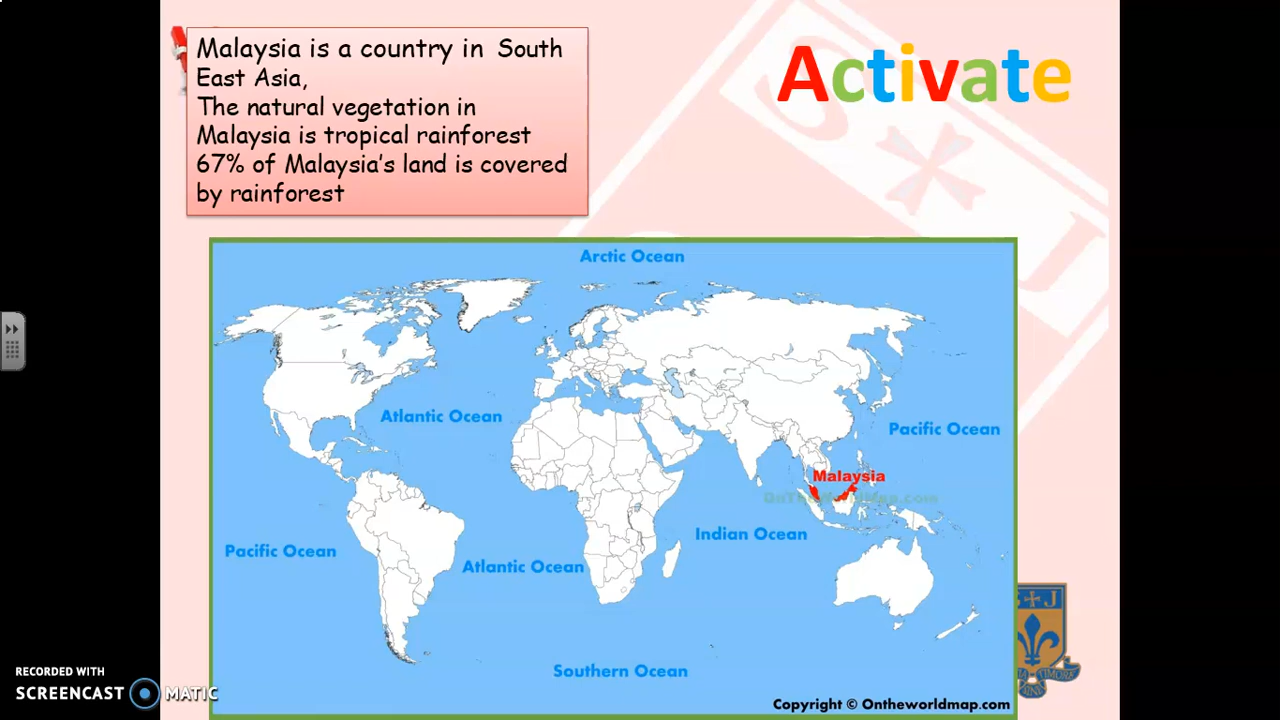 Malaysia is a country in South
East Asia,
The natural vegetation in
Malaysia is tropical rainforest
67% of Malaysia's land is covered
by rainforest
Activate
S J
Arctic Ocean
Atlantic Ocean
Pacific Ocean
Malaysia
OnTheWorldMap.com
Indian Ocean
Pacific Ocean
Atlantic Ocean
Southern Ocean
Copyright © Ontheworldmap.com
S J
RECORDED WITH
SCREENCAST MATIC